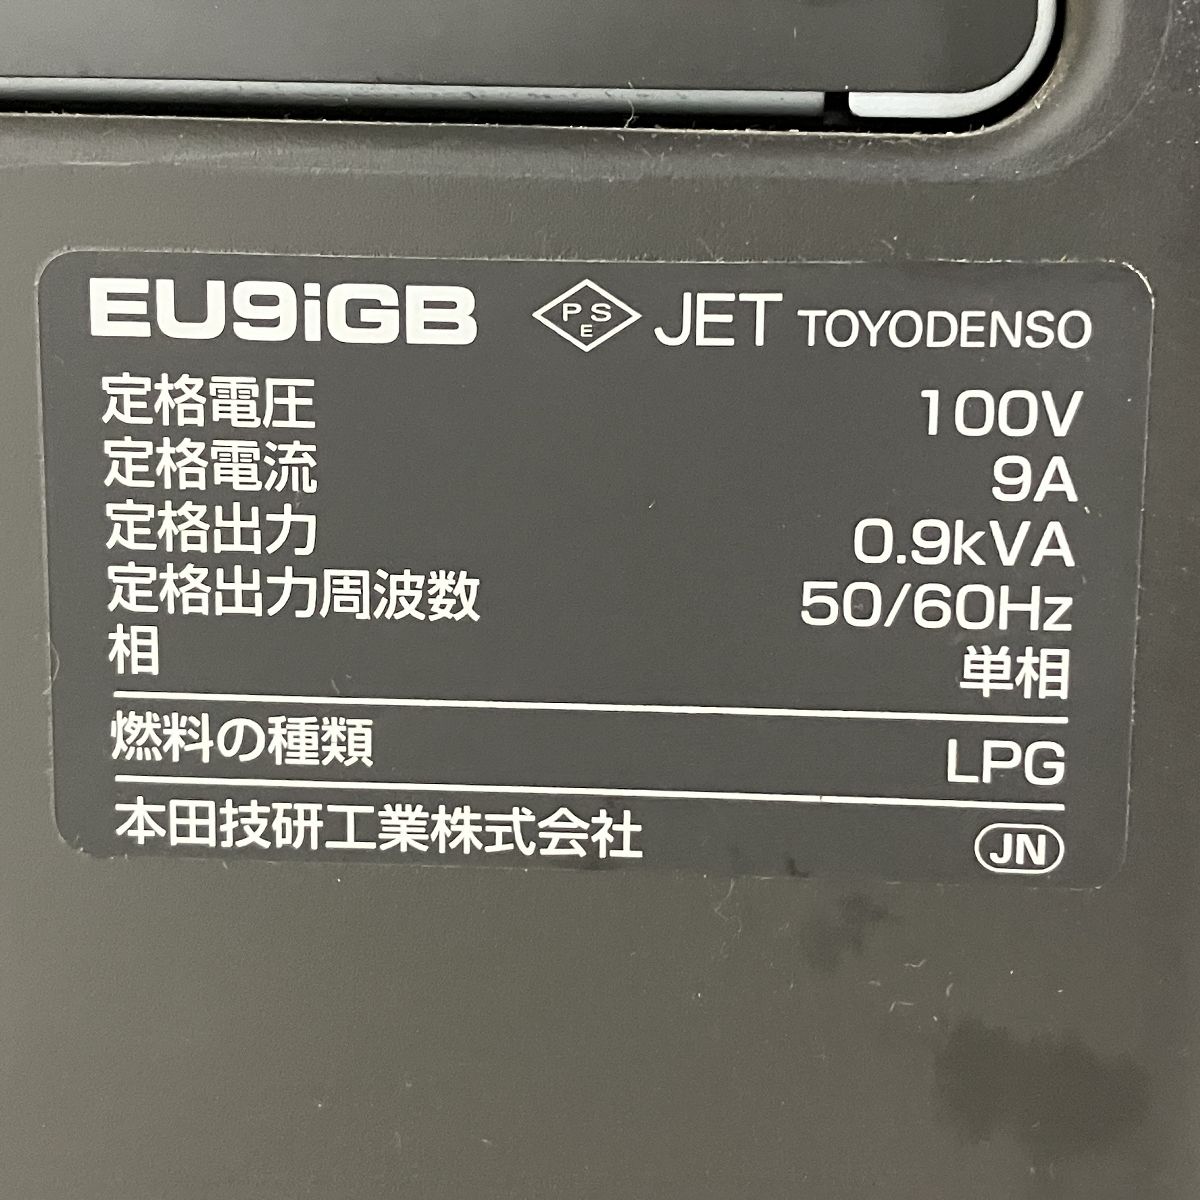 EU9iGB PSE JET TOYODENSO
定格電圧 100V
定格電流 9A
定格出力 0.9kVA
定格出力周波数 50/60Hz
相 単相
燃料の種類 LPG
本田技研工業株式会社 JN